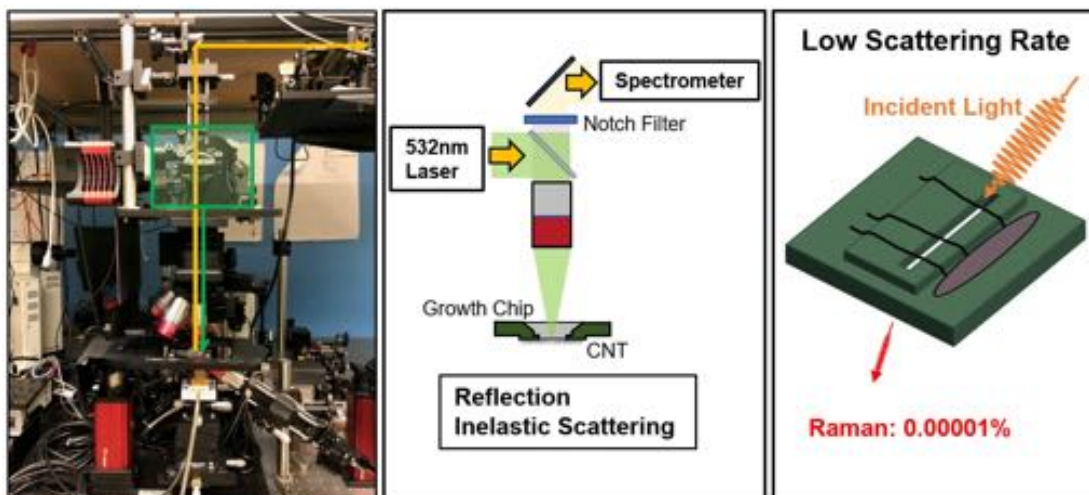 Spectrometer
Notch Filter
532nm
Laser
Growth Chip
CNT
Reflection
Inelastic Scattering
Low Scattering Rate
Incident Light
Raman: 0.00001%